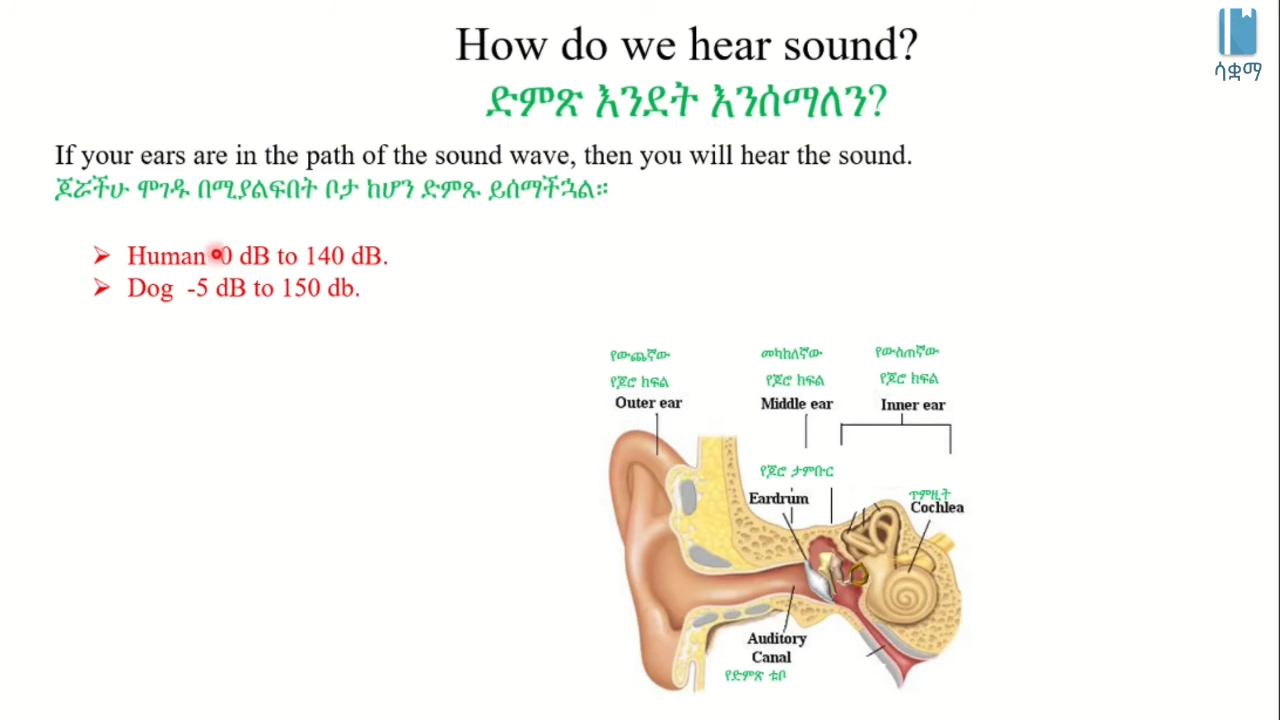 How do we hear sound?
ሳቋማ
ድምጽ እንደት እንሰማለን?
If your ears are in the path of the sound wave, then you will hear the sound.
ጆሯችሁ ሞገዱ በሚያልፍበት ቦታ ከሆን ድምጹ ይሰማችኋል።
➢ Human 0 dB to 140 dB.
➢ Dog -5 dB to 150 db.
የውጨኛው
የጆሮ ክፍል
Outer ear
መካከለኛው
የጆሮ ክፍል
Middle ear
የውስጠኛው
የጆሮ ክፍል
Inner ear
የጆሮ ታምቡር
Eardrum
ጥምዚት
Cochlea
Auditory
Canal
የድምጽ ቱቦ